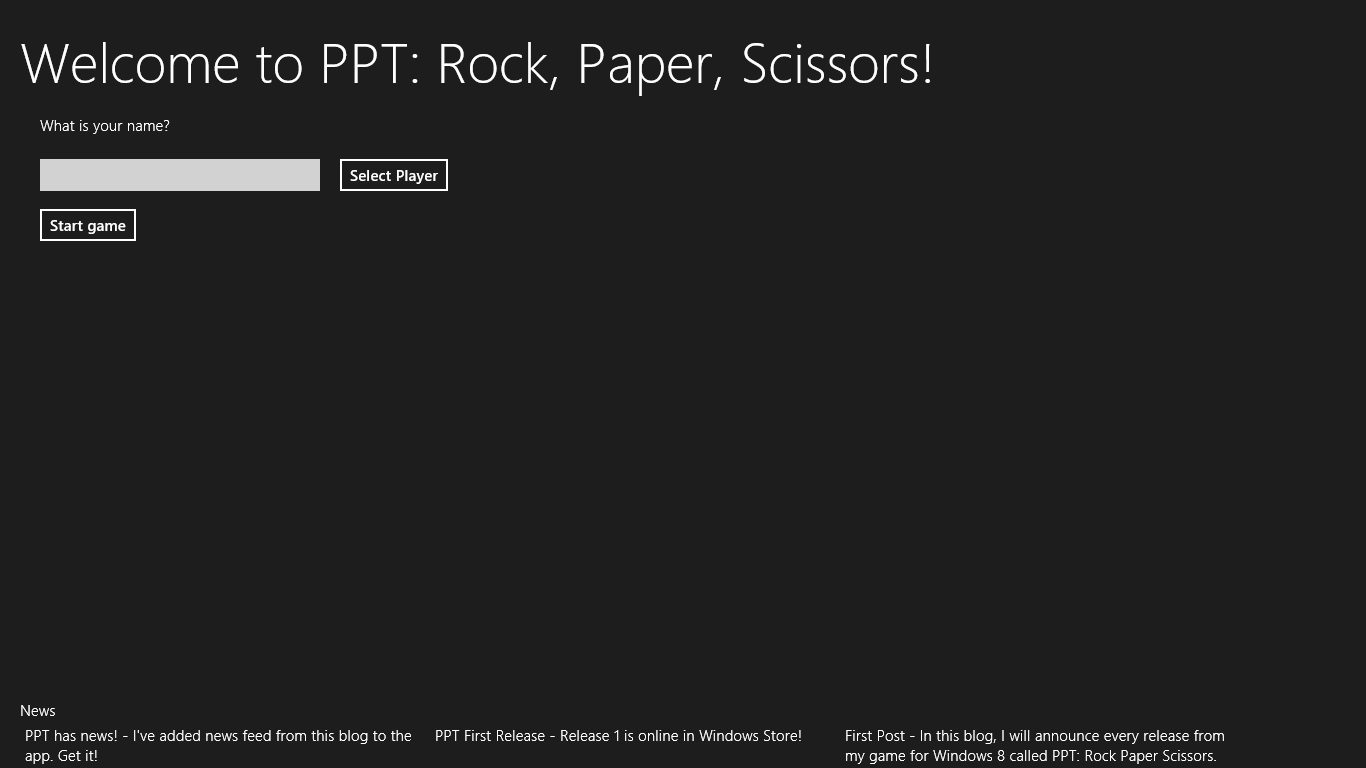 Welcome to PPT: Rock, Paper, Scissors!
What is your name?
Select Player
Start game
News
PPT has news! - I've added news feed from this blog to the
app. Get it!
PPT First Release - Release 1 is online in Windows Store!
First Post - In this blog, I will announce every release from
my game for Windows 8 called PPT: Rock Paper Scissors.